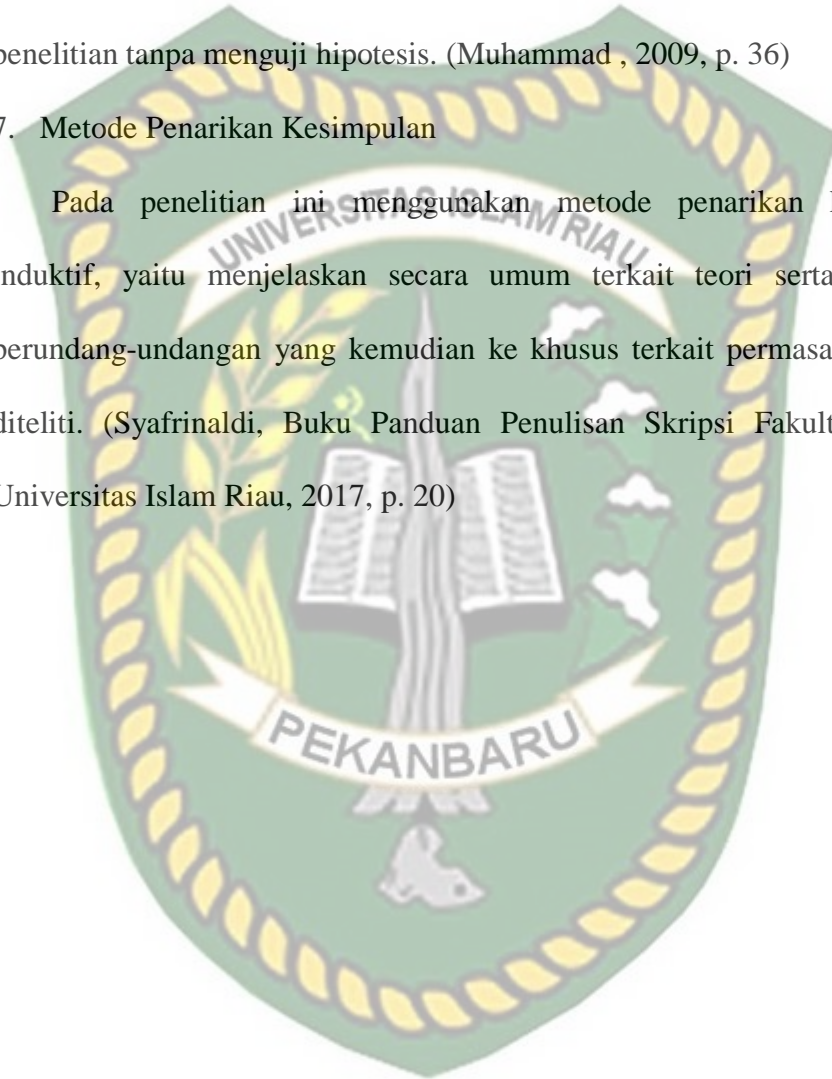 penelitian tanpa menguji hipotesis. (Muhammad , 2009, p. 36)
7. Metode Penarikan Kesimpulan
Pada penelitian ini menggunakan metode penarikan
UNIVERSITAS ISLAM RIAU
nduktif, yaitu menjelaskan secara umum terkait teori serta
perundang-undangan yang kemudian ke khusus terkait permasa
diteliti. (Syafrinaldi, Buku Panduan Penulisan Skripsi Fakult
Universitas Islam Riau, 2017, p. 20)
PEKANBARU